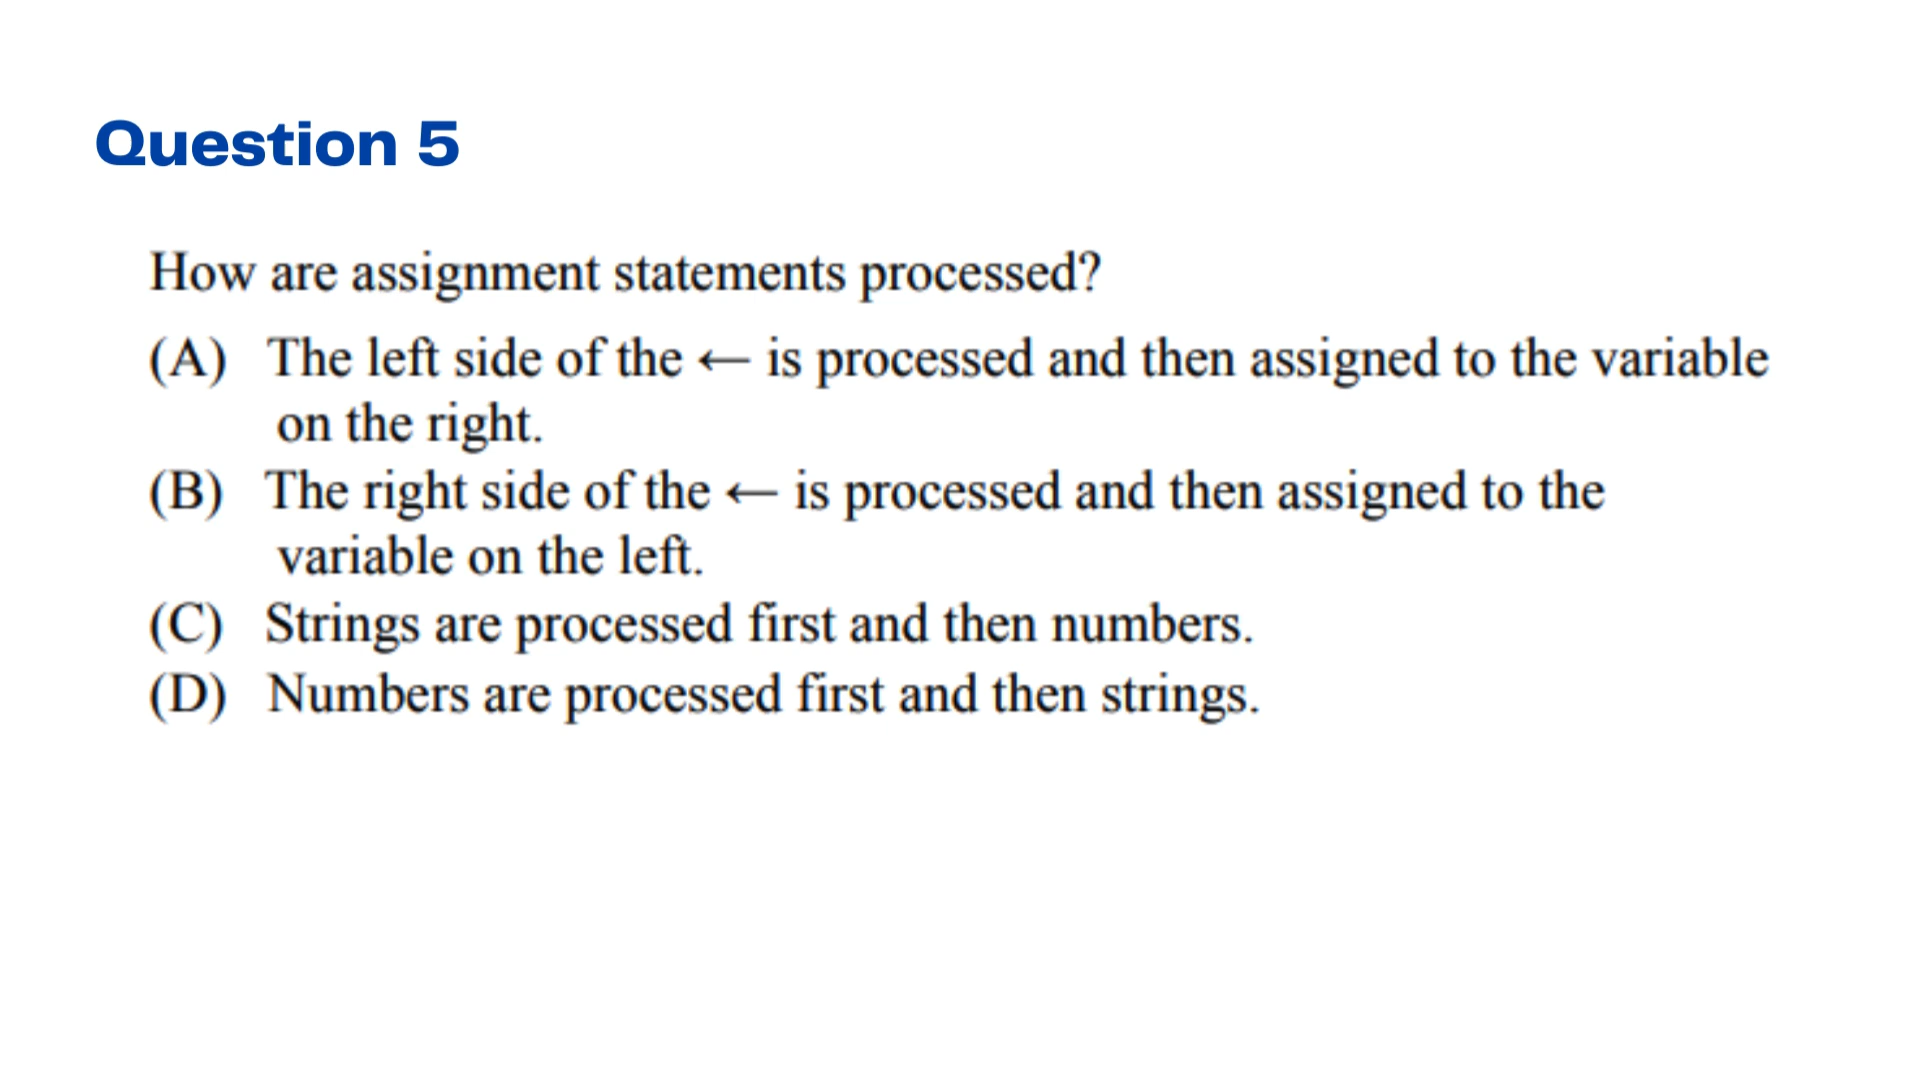 Question 5
How are assignment statements processed?
(A) The left side of the ← is processed and then assigned to the variable
on the right.
(B) The right side of the ← is processed and then assigned to the
variable on the left.
(C) Strings are processed first and then numbers.
(D) Numbers are processed first and then strings.